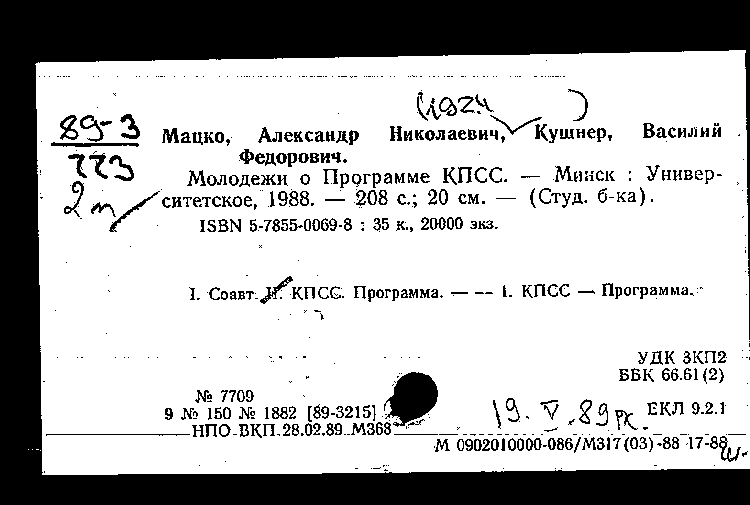 (1924 )
89-3 Мацко, Александр Николаевич, Кушнер, Василий
773 Федорович.
Молодежи о Программе КПСС. — Минск : Универ-
2 m ситетское, 1988. — 208 с.; 20 см. — (Студ. б-ка).
ISBN 5-7855-0069-8 : 35 к., 20000 экз.
I. Соавт. II. КПСС. Программа. — — 1. КПСС — Программа.
УДК 3КП2
ББК 66.61(2)
№ 7709
9 № 150 № 1882 [89-3215] 19. V. 89 ЕКЛ 9.2.1
НПО ВКП 28.02.89 М368
М 0902010000-086/М317(03)-88 17-88